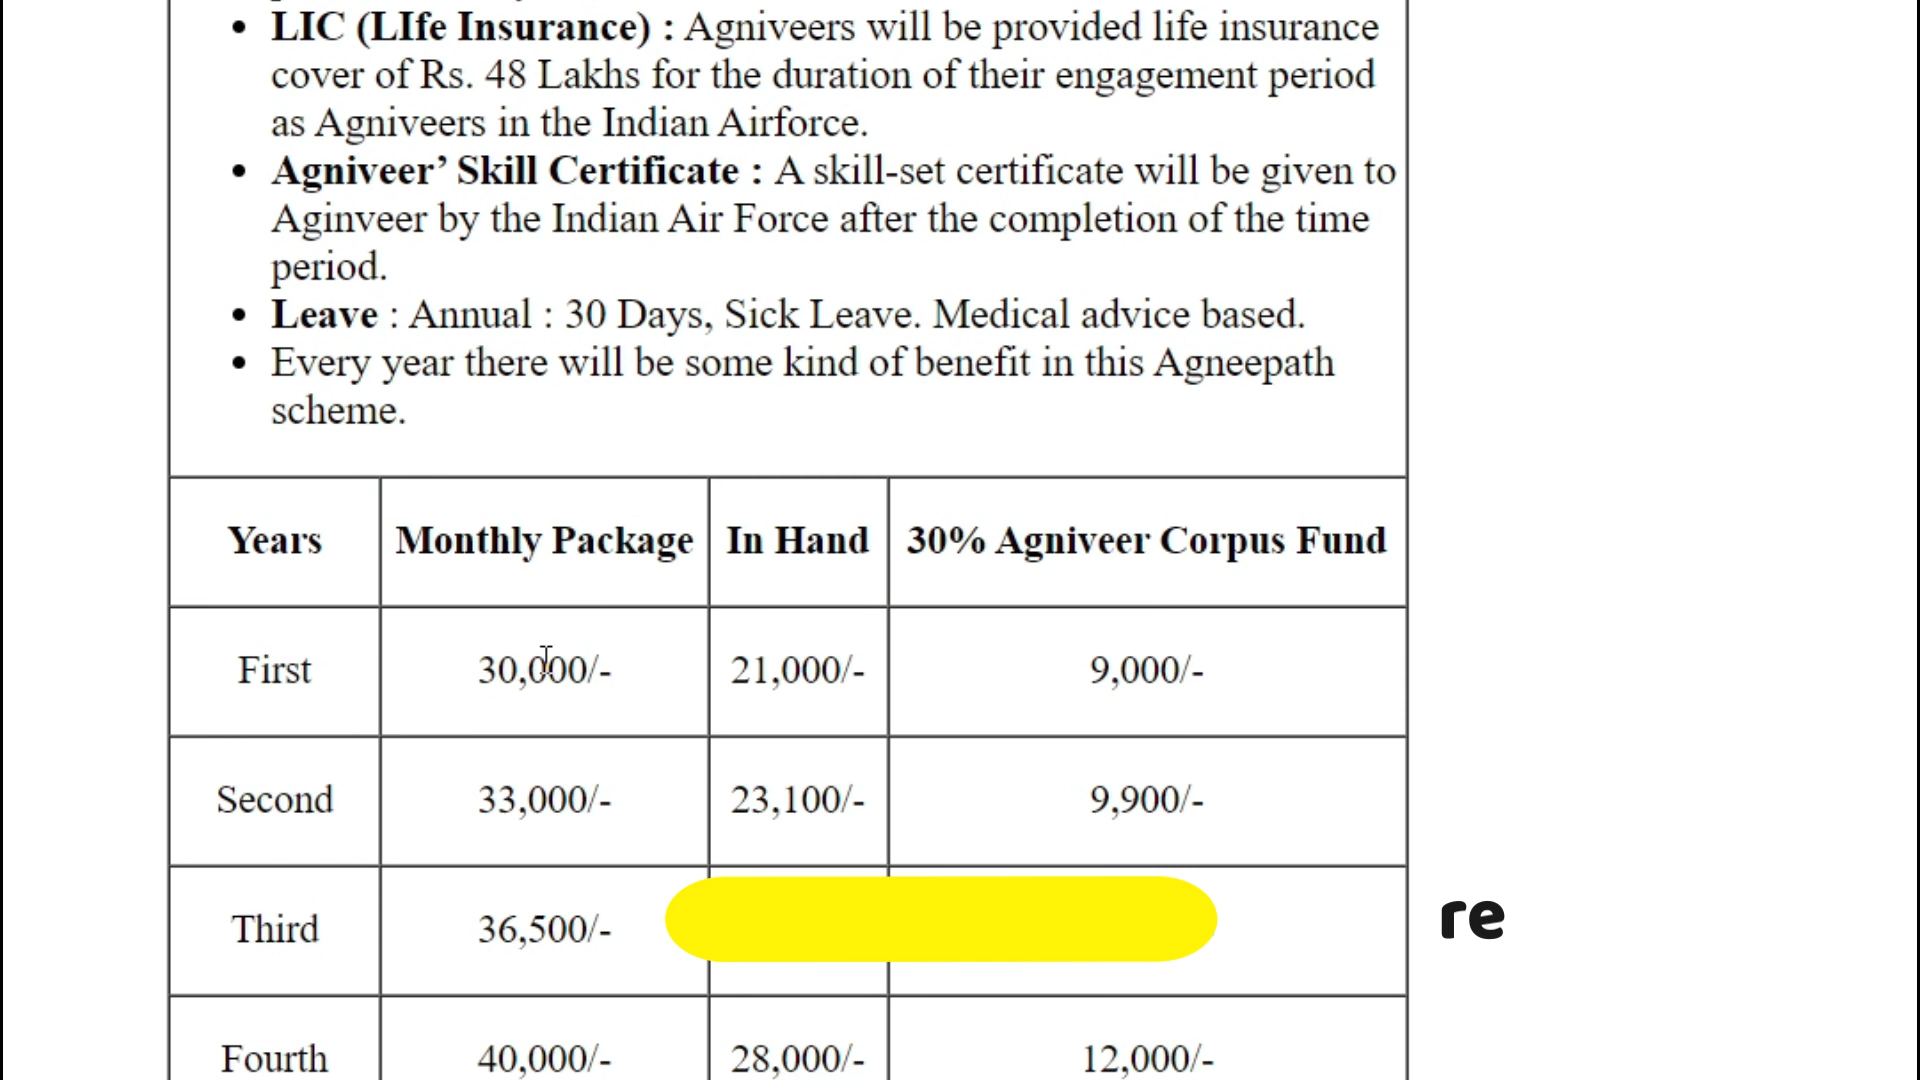 • LIC (LIfe Insurance) : Agniveers will be provided life insurance
cover of Rs. 48 Lakhs for the duration of their engagement period
as Agniveers in the Indian Airforce.
• Agniveer’ Skill Certificate : A skill-set certificate will be given to
Aginveer by the Indian Air Force after the completion of the time
period.
• Leave : Annual : 30 Days, Sick Leave. Medical advice based.
• Every year there will be some kind of benefit in this Agneepath
scheme.
Years Monthly Package In Hand 30% Agniveer Corpus Fund
First 30,000/- 21,000/- 9,000/-
Second 33,000/- 23,100/- 9,900/-
Third 36,500/- re
Fourth 40,000/- 28,000/- 12,000/-